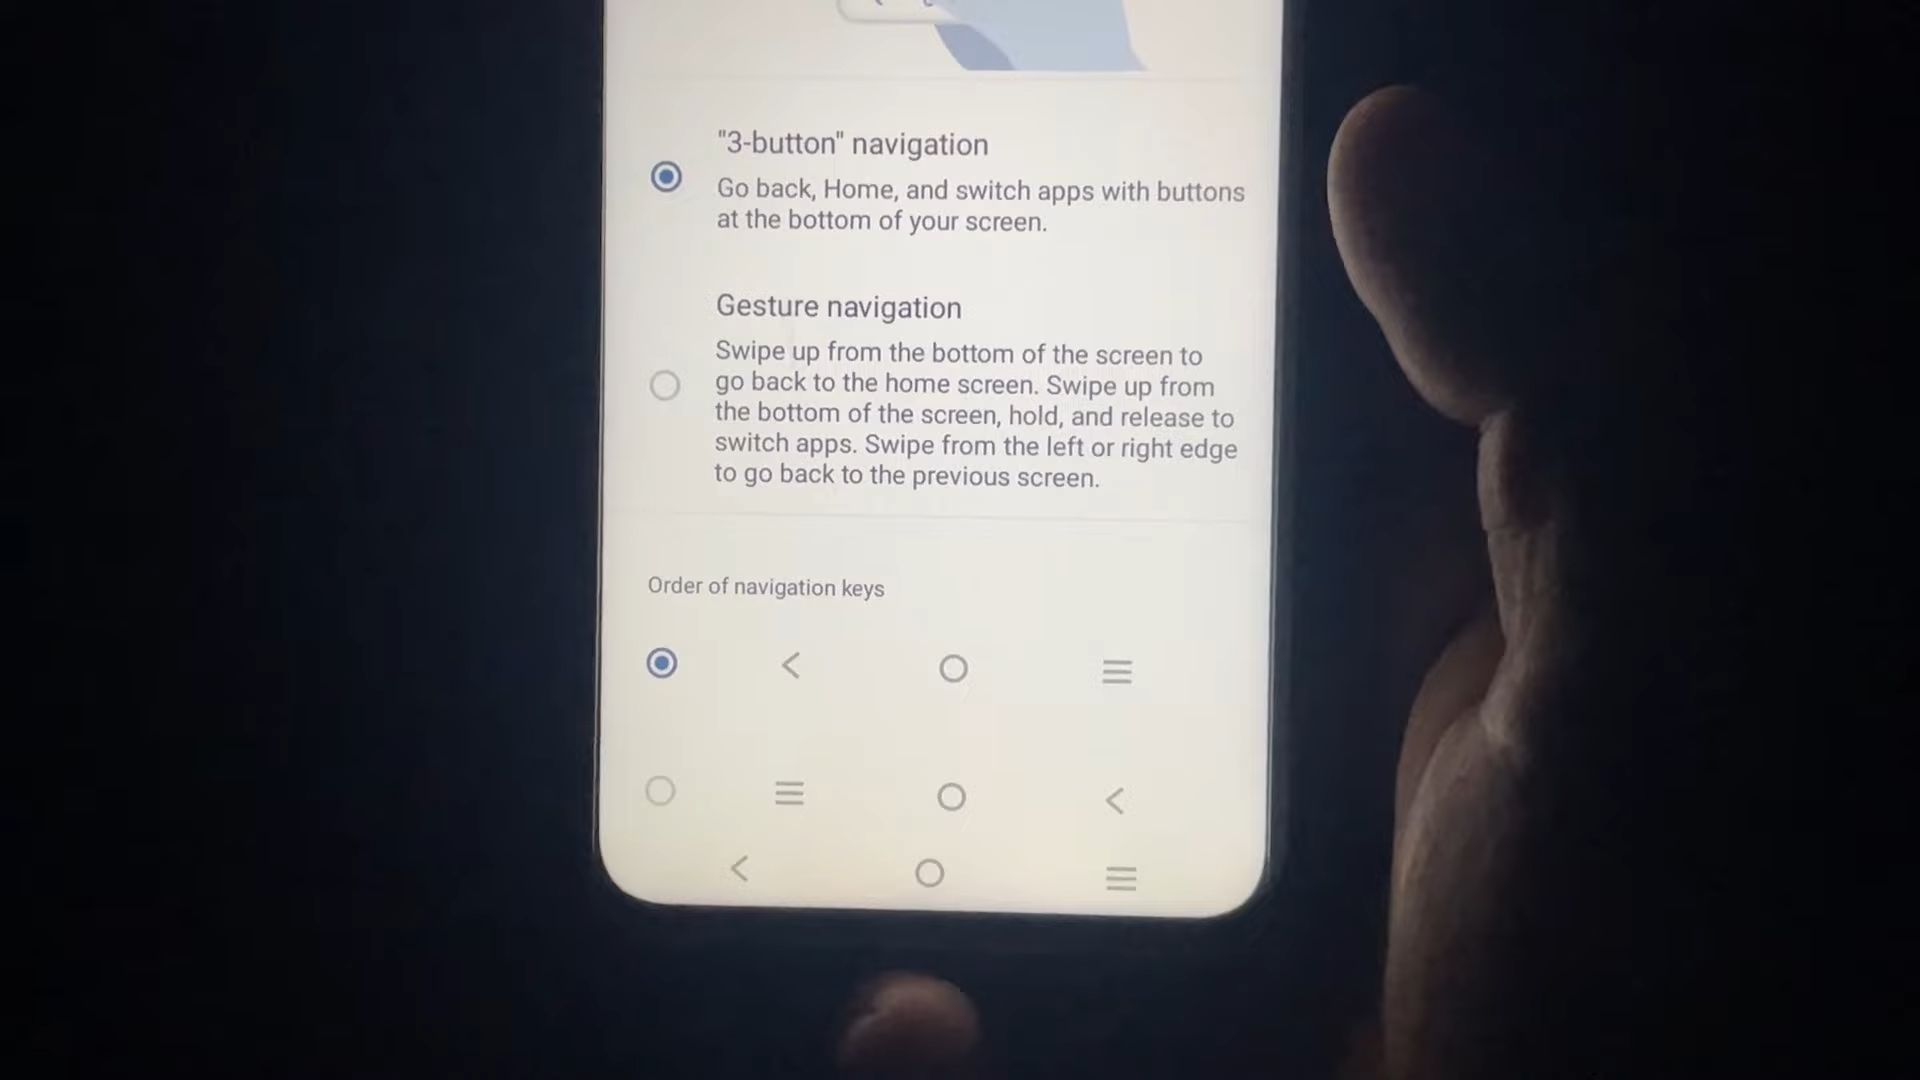 "3-button" navigation
Go back, Home, and switch apps with buttons
at the bottom of your screen.
Gesture navigation
Swipe up from the bottom of the screen to
go back to the home screen. Swipe up from
the bottom of the screen, hold, and release to
switch apps. Swipe from the left or right edge
to go back to the previous screen.
Order of navigation keys